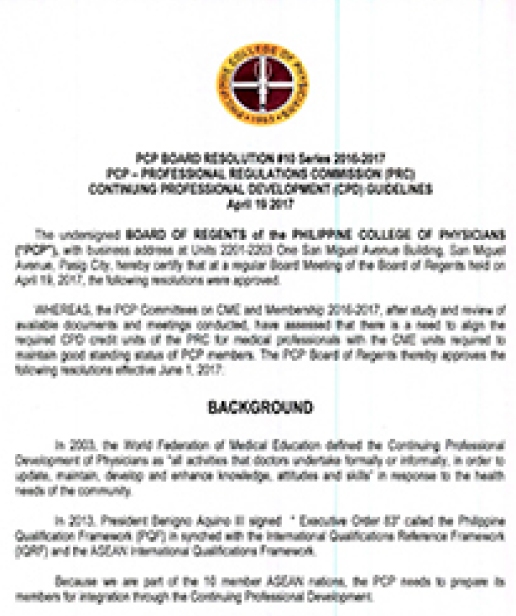 PHILIPPINE COLLEGE OF PHYSICIANS
PCP BOARD RESOLUTION #10 Series 2016-2017
PCP – PROFESSIONAL REGULATIONS COMMISSION (PRC)
CONTINUING PROFESSIONAL DEVELOPMENT (CPD) GUIDELINES
April 19 2017
The undersigned BOARD OF REGENTS of the PHILIPPINE COLLEGE OF PHYSICIANS
("PCP"), with business address at Units 2201-2203 One San Miguel Avenue Building, San Miguel
Avenue, Pasig City, hereby certify that at a regular Board Meeting of the Board of Regents held on
April 19, 2017, the following resolutions were approved.
WHEREAS, the PCP Committees on CME and Membership 2016-2017, after study and review of
available documents and meetings conducted, have assessed that there is a need to align the
required CPD credit units of the PRC for medical professionals with the CME units required to
maintain good standing status of PCP members. The PCP Board of Regents thereby approves the
following resolutions effective June 1, 2017:
BACKGROUND
In 2003, the World Federation of Medical Education defined the Continuing Professional
Development of Physicians as "all activities that doctors undertake formally or informally, in order to
update, maintain, develop and enhance knowledge, attitudes and skills" in response to the health
needs of the community.
In 2013, President Benigno Aquino III signed " Executive Order 83" called the Philippine
Qualification Framework (PQF) in synched with the International Qualifications Reference Framework
(IQRF) and the ASEAN International Qualifications Framework.
Because we are part of the 10 member ASEAN nations, the PCP needs to prepare its
members for integration through the Continuing Professional Development.